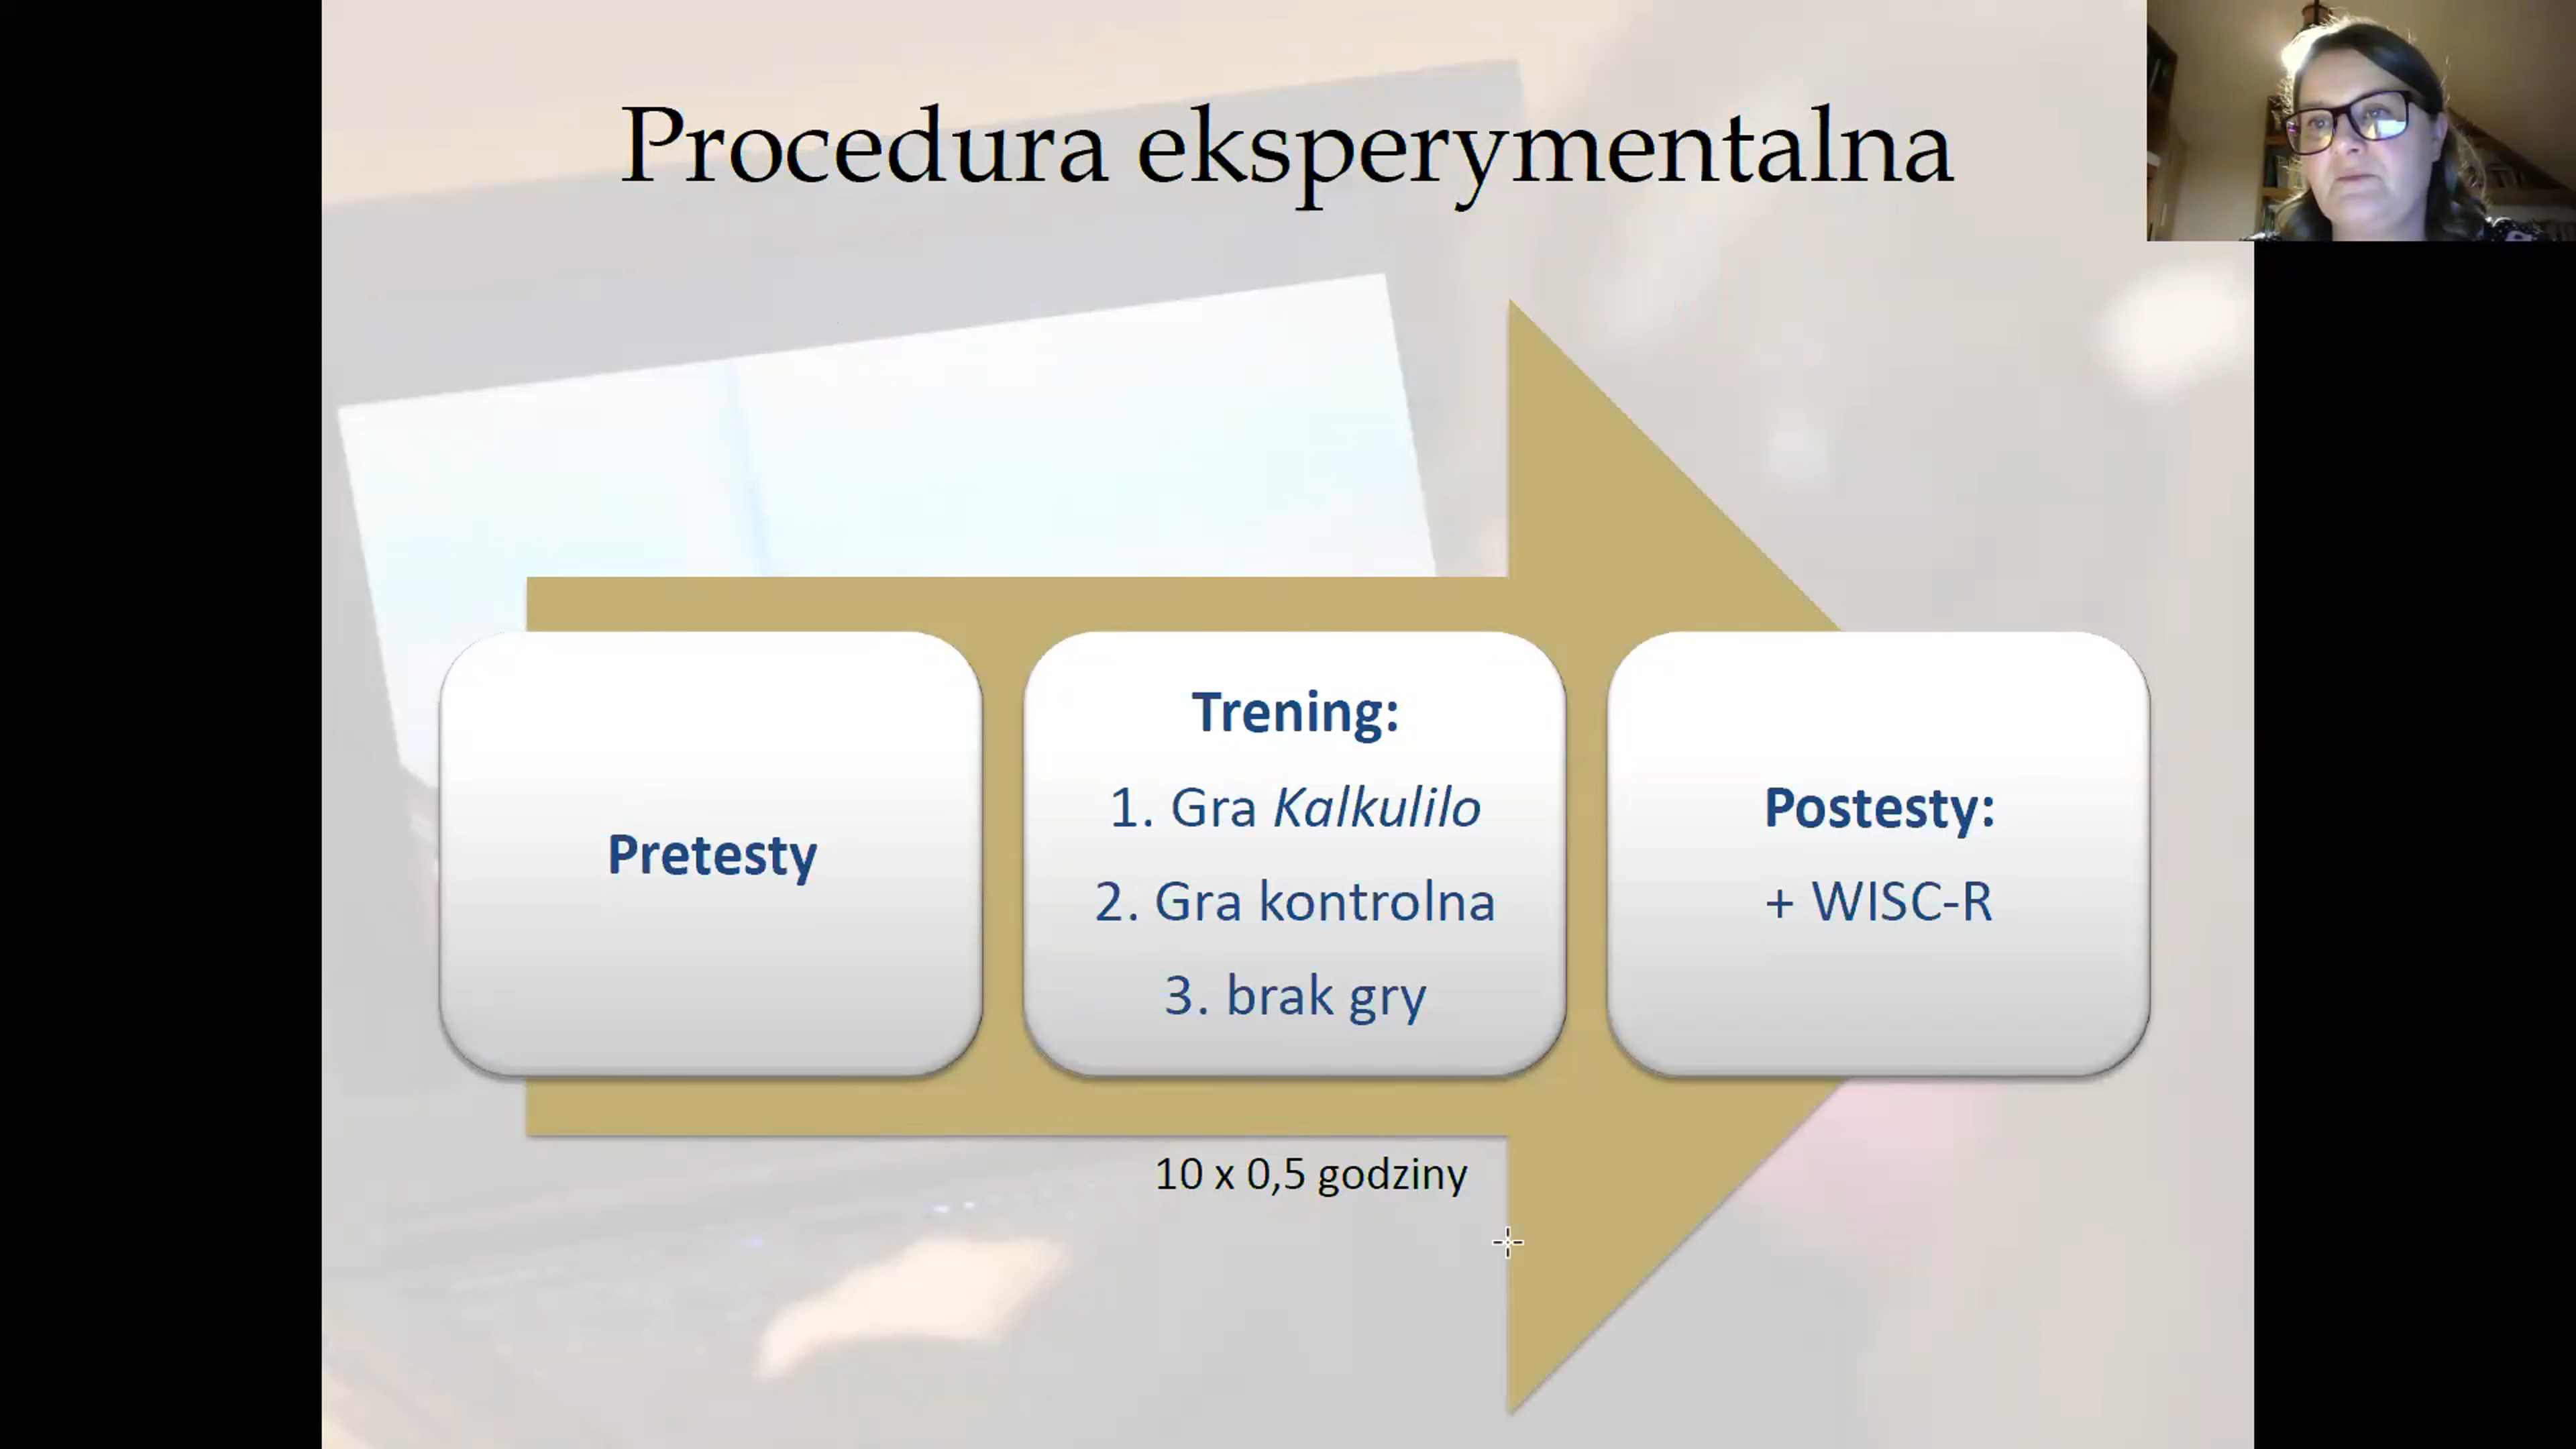 Procedura eksperymentalna
Pretesty
Trening:
1. Gra Kalkulilo
2. Gra kontrolna
3. brak gry
Postesty:
+ WISC-R
10 x 0,5 godziny